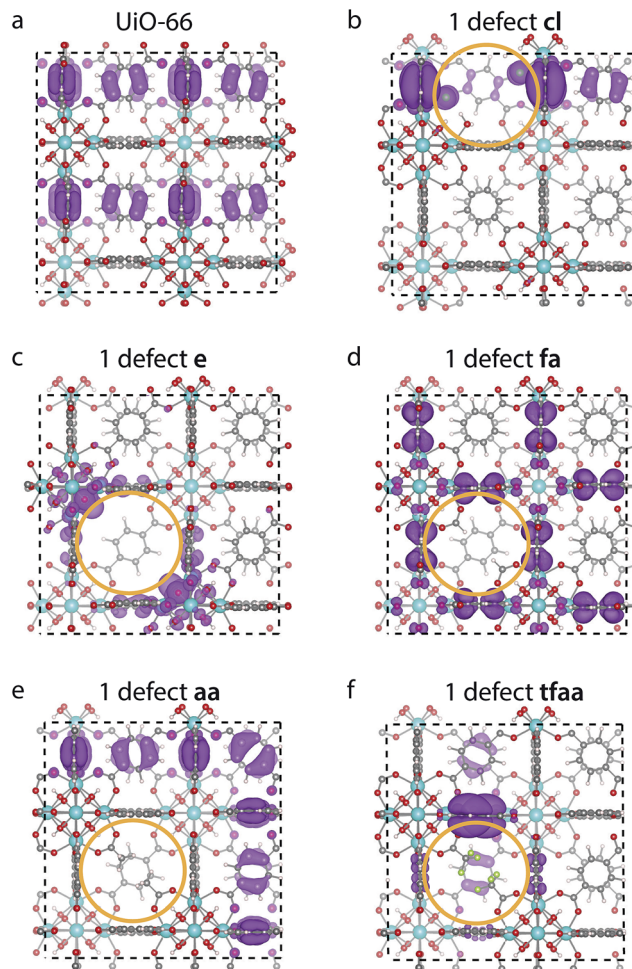 a UiO-66
b 1 defect cl
c 1 defect e
d 1 defect fa
e 1 defect aa
f 1 defect tfaa